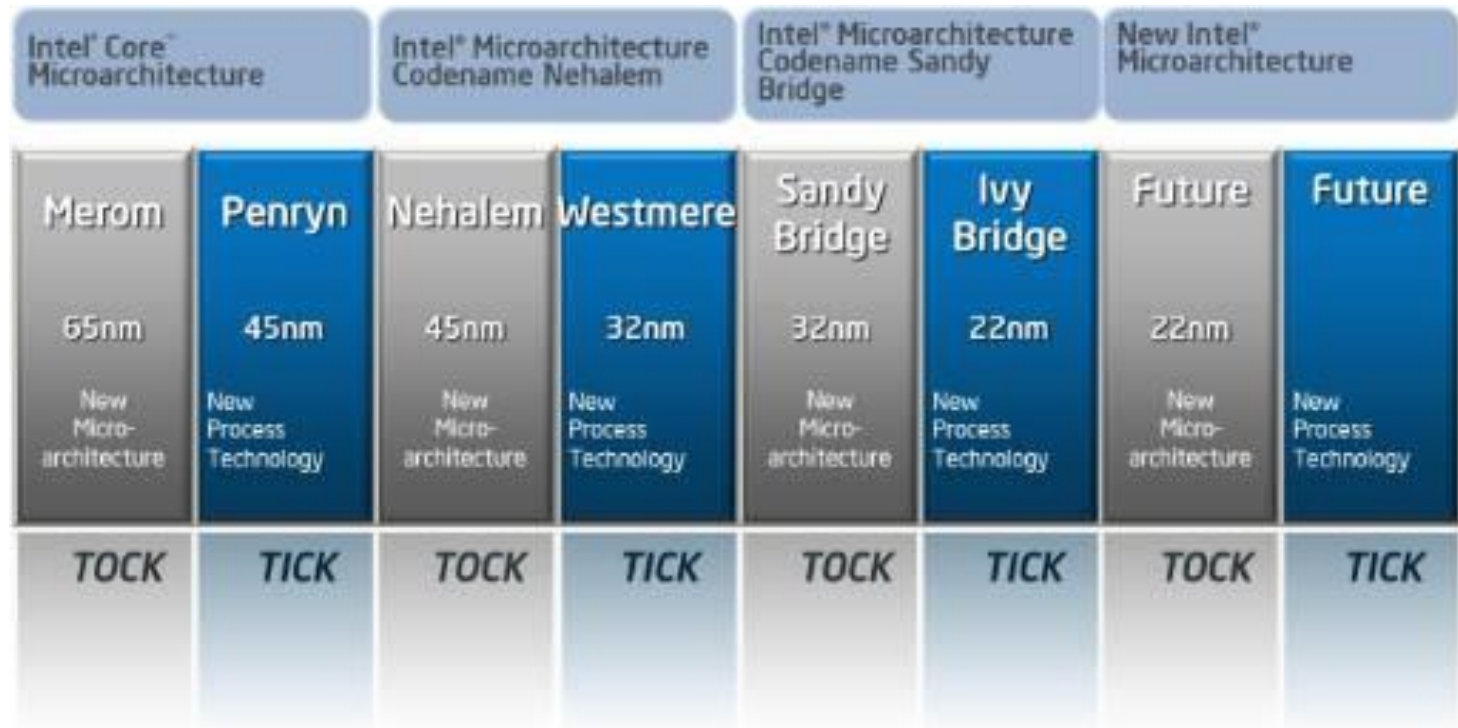 Intel® Core™
Microarchitecture
Intel® Microarchitecture
Codename Nehalem
Intel® Microarchitecture
Codename Sandy
Bridge
New Intel®
Microarchitecture
Merom
65nm
New
Micro-
architecture
TOCK
Penryn
45nm
New
Process
Technology
TICK
Nehalem
45nm
New
Micro-
architecture
TOCK
Westmere
32nm
New
Process
Technology
TICK
Sandy
Bridge
32nm
New
Micro-
architecture
TOCK
Ivy
Bridge
22nm
New
Process
Technology
TICK
Future
22nm
New
Micro-
architecture
TOCK
Future
New
Process
Technology
TICK